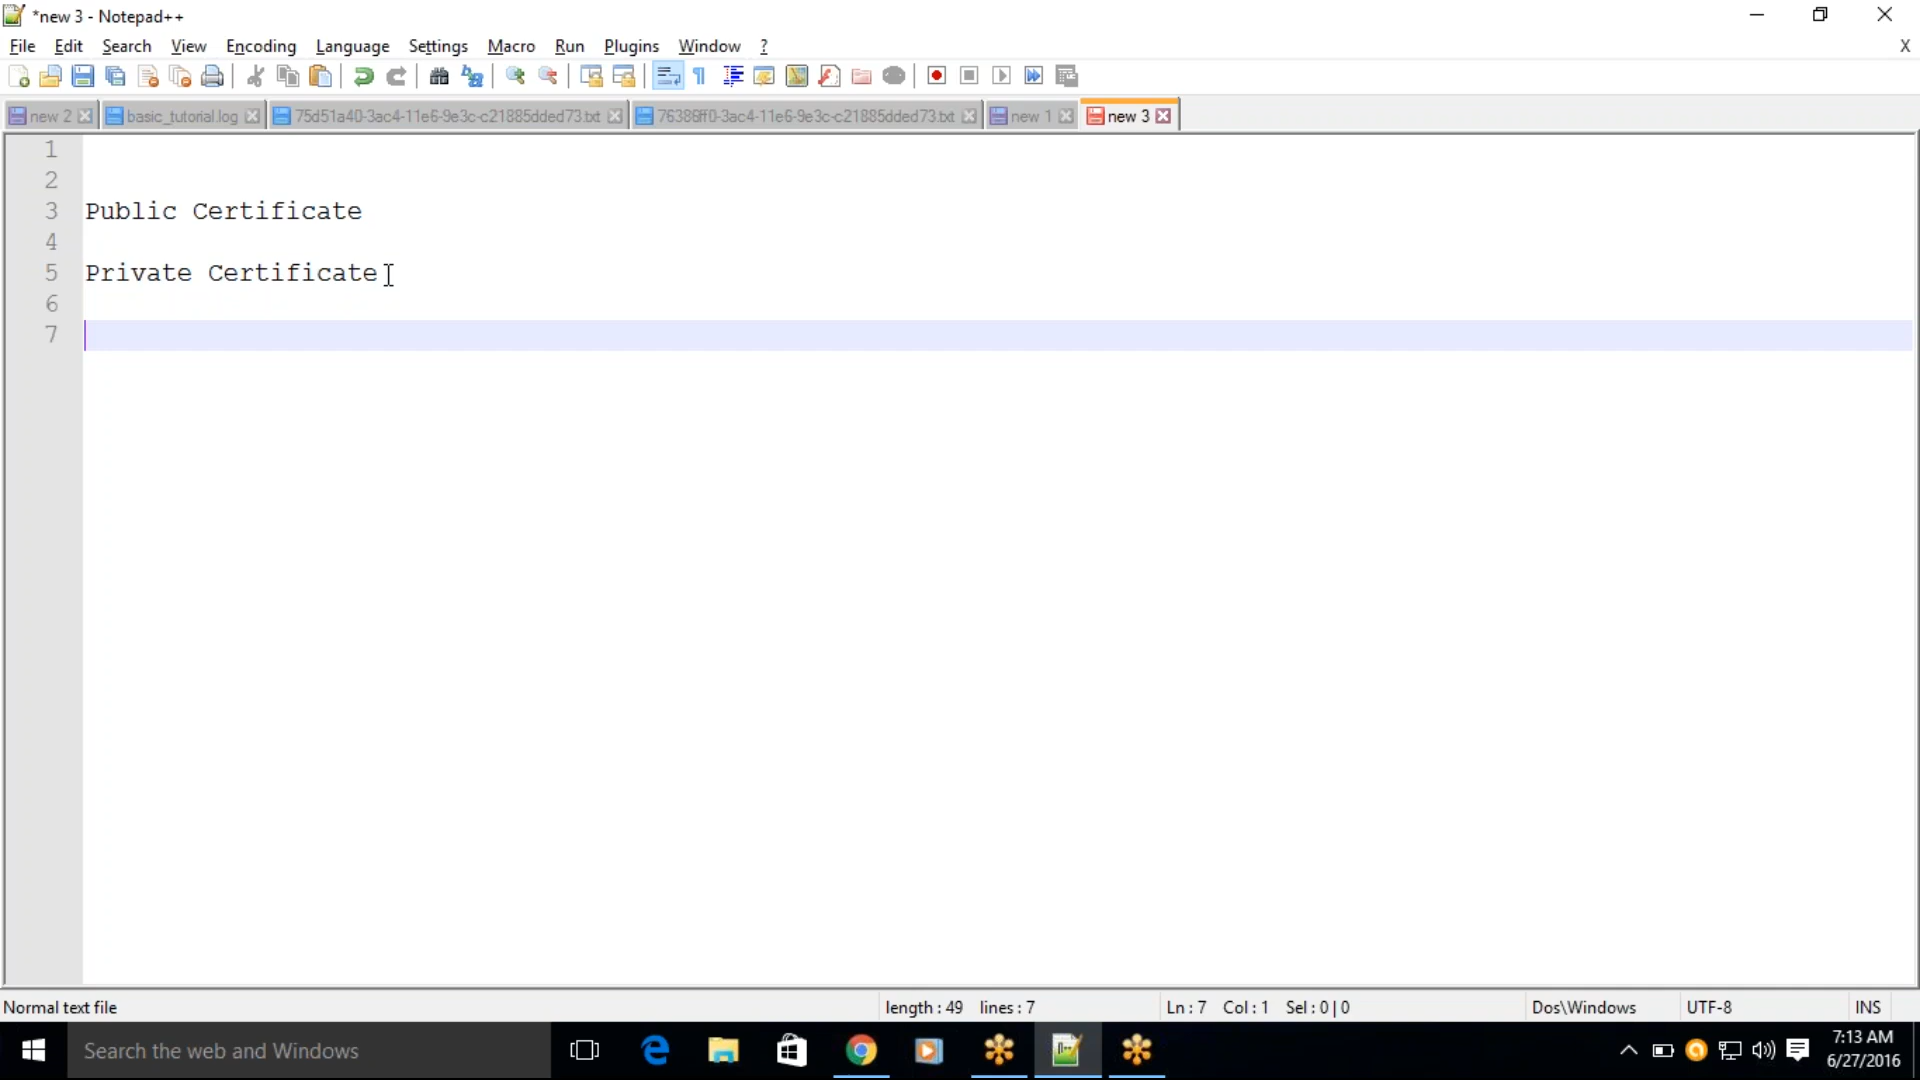 *new 3 - Notepad++
File Edit Search View Encoding Language Settings Macro Run Plugins Window ? X
new 2 basic_tutorial.log 75d51a40-3ac4-11e6-9e3c-c21885dded73.txt 76386ff0-3ac4-11e6-9e3c-c21885dded73.txt new 1 new 3
1
2
3 Public Certificate
4
5 Private Certificate
6
7
Normal text file length : 49 lines : 7 Ln : 7 Col : 1 Sel : 0 | 0 Dos\Windows UTF-8 INS
Search the web and Windows 7:13 AM
6/27/2016